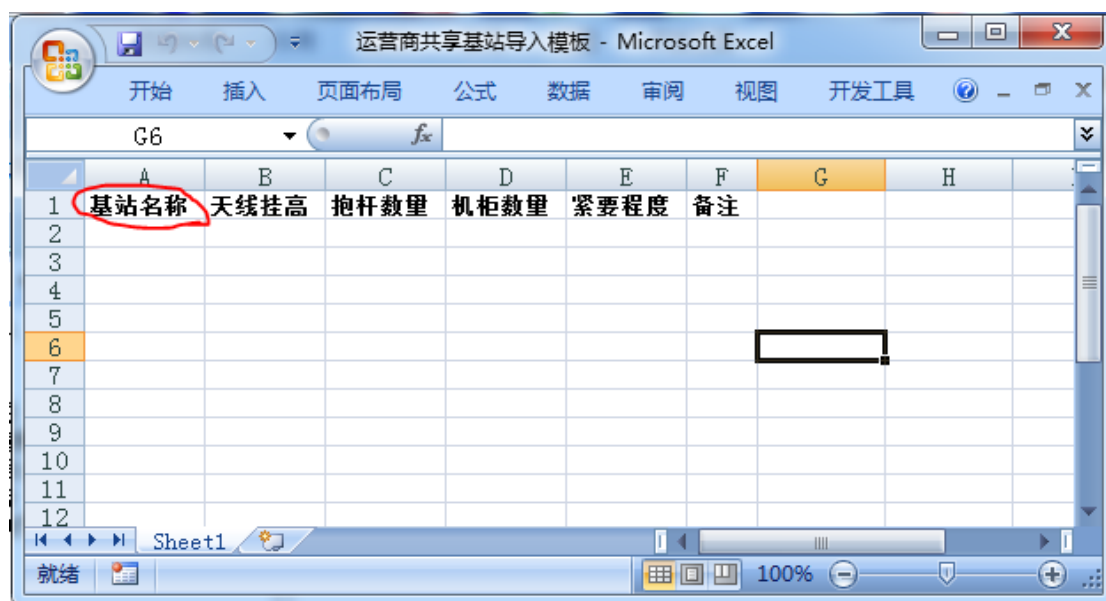 运营商共享基站导入模板 - Microsoft Excel
开始 插入 页面布局 公式 数据 审阅 视图 开发工具
G6 fx
A B C D E F G H
1 基站名称 天线挂高 抱杆数量 机柜数量 紧要程度 备注
2
3
4
5
6
7
8
9
10
11
12
Sheet1
就绪 100%